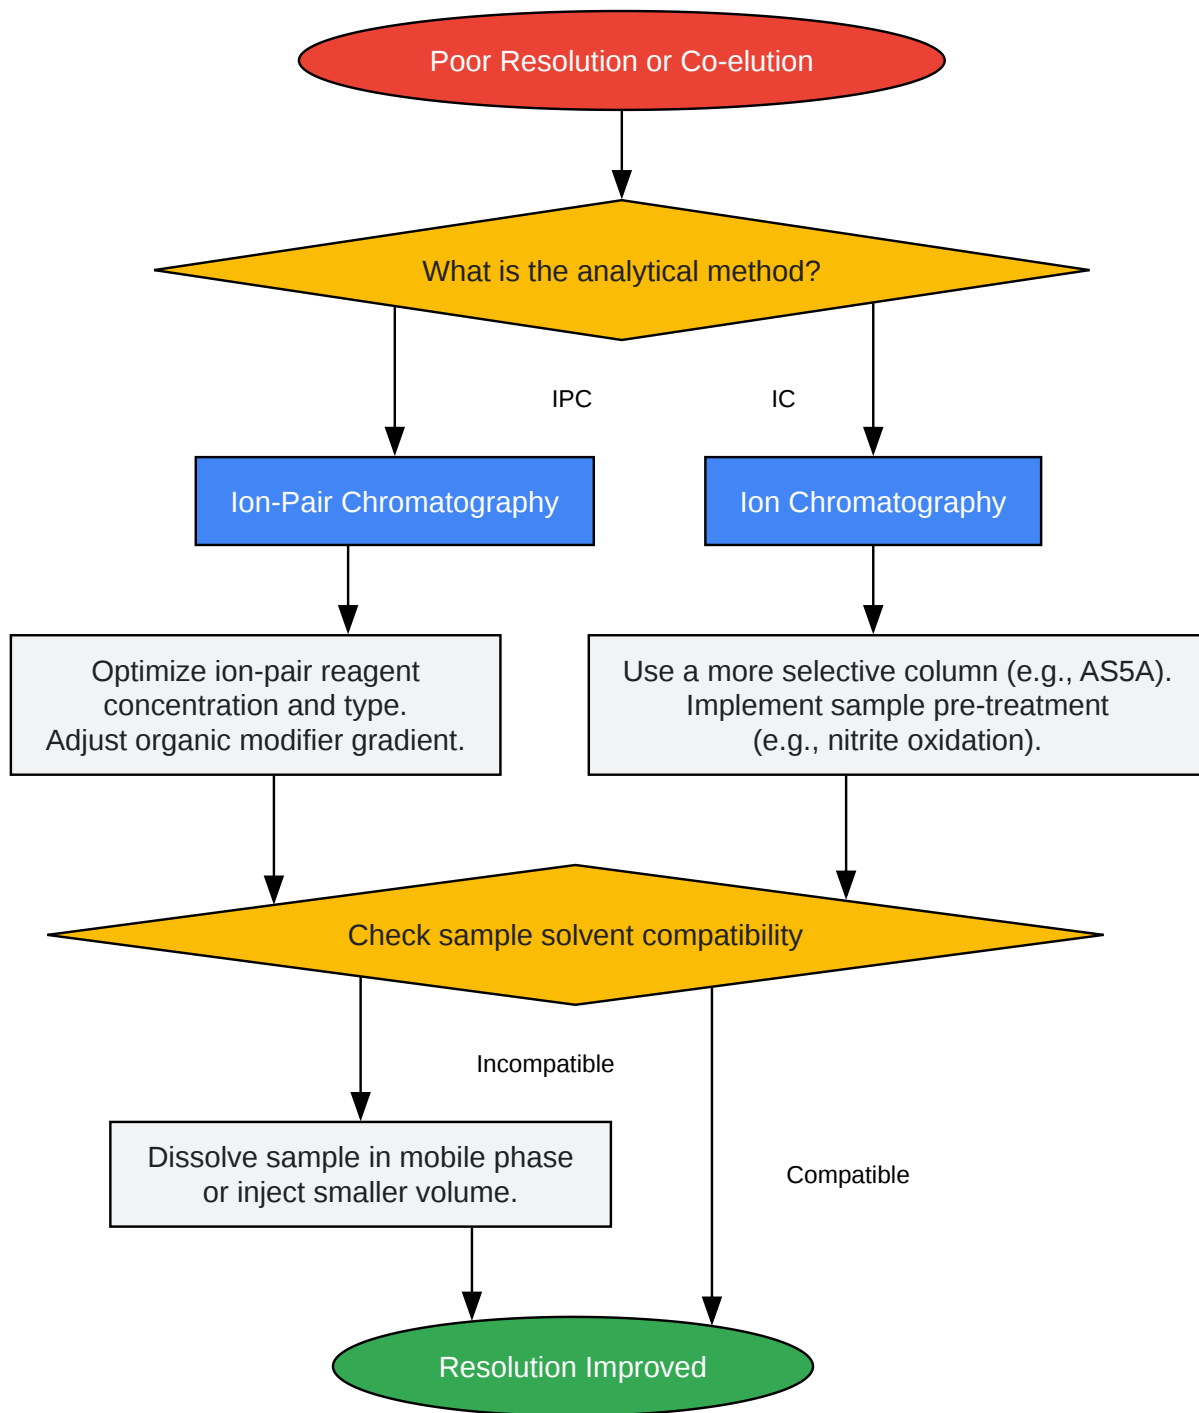 Poor Resolution or Co-elution
What is the analytical method?
IPC
IC
Ion-Pair Chromatography
Ion Chromatography
Optimize ion-pair reagent
concentration and type.
Adjust organic modifier gradient.
Use a more selective column (e.g., AS5A).
Implement sample pre-treatment
(e.g., nitrite oxidation).
Check sample solvent compatibility
Incompatible
Dissolve sample in mobile phase
or inject smaller volume.
Compatible
Resolution Improved